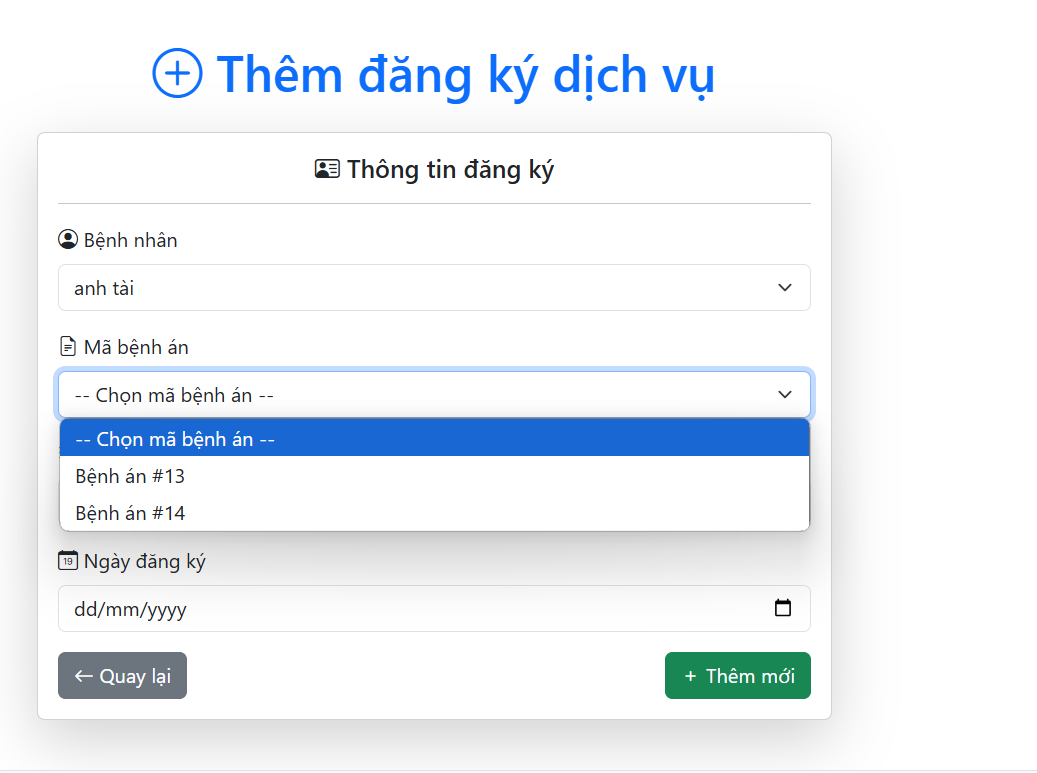 Thêm đăng ký dịch vụ
Thông tin đăng ký
Bệnh nhân
anh tài
Mã bệnh án
-- Chọn mã bệnh án --
-- Chọn mã bệnh án --
Bệnh án #13
Bệnh án #14
19 Ngày đăng ký
dd/mm/yyyy
← Quay lại
+ Thêm mới